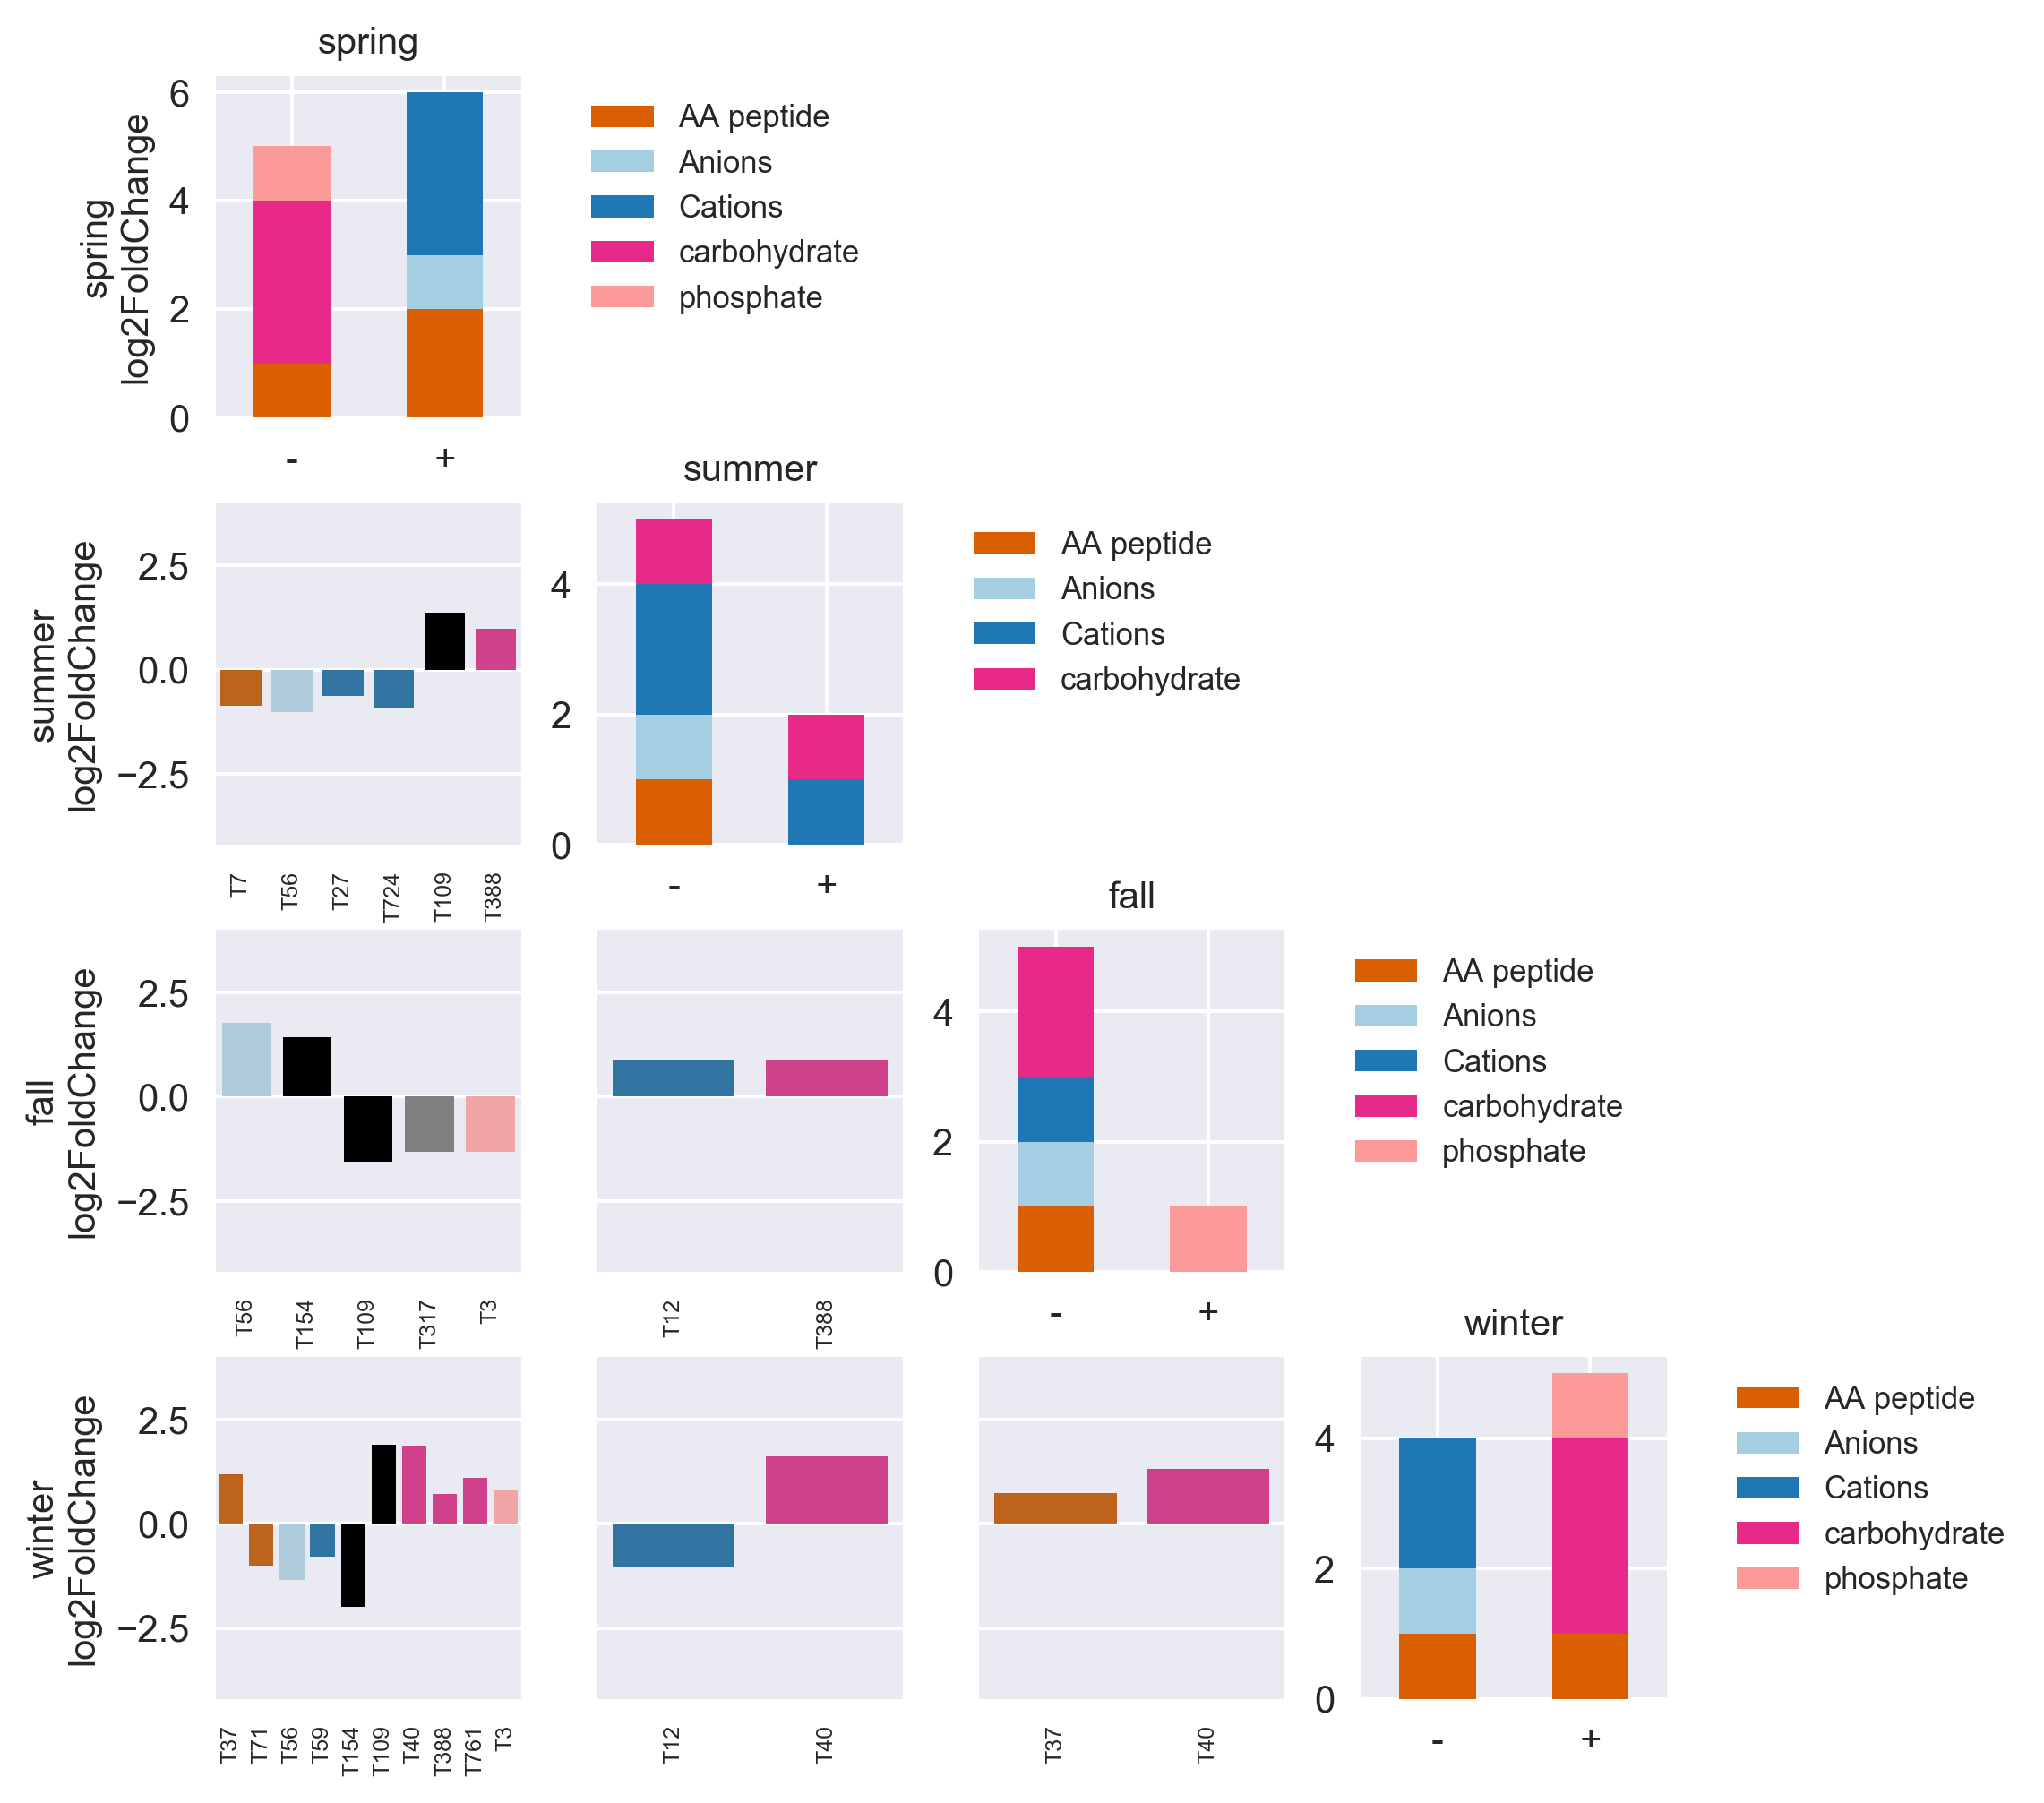 spring
6
4
2
0
spring
log2FoldChange
- +
AA peptide
Anions
Cations
carbohydrate
phosphate
summer
2.5
0.0
−2.5
summer
log2FoldChange
T7 T56 T27 T724 T109 T388
4
2
0
- +
AA peptide
Anions
Cations
carbohydrate
fall
2.5
0.0
−2.5
fall
log2FoldChange
T56 T154 T109 T317 T3
T12 T388
4
2
0
- +
AA peptide
Anions
Cations
carbohydrate
phosphate
winter
2.5
0.0
−2.5
winter
log2FoldChange
T37 T71 T56 T59 T154 T109 T40 T388 T761 T3
T12 T40
T37 T40
4
2
0
- +
AA peptide
Anions
Cations
carbohydrate
phosphate